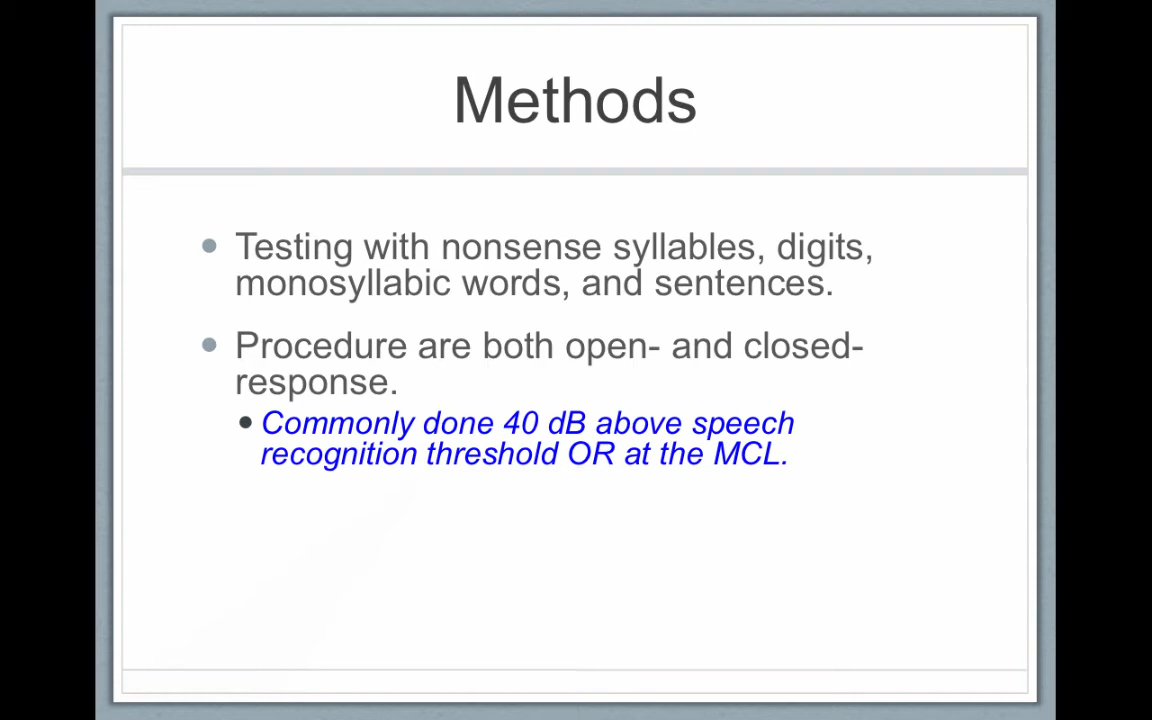 Methods
• Testing with nonsense syllables, digits,
monosyllabic words, and sentences.
• Procedure are both open- and closed-
response.
• Commonly done 40 dB above speech
recognition threshold OR at the MCL.